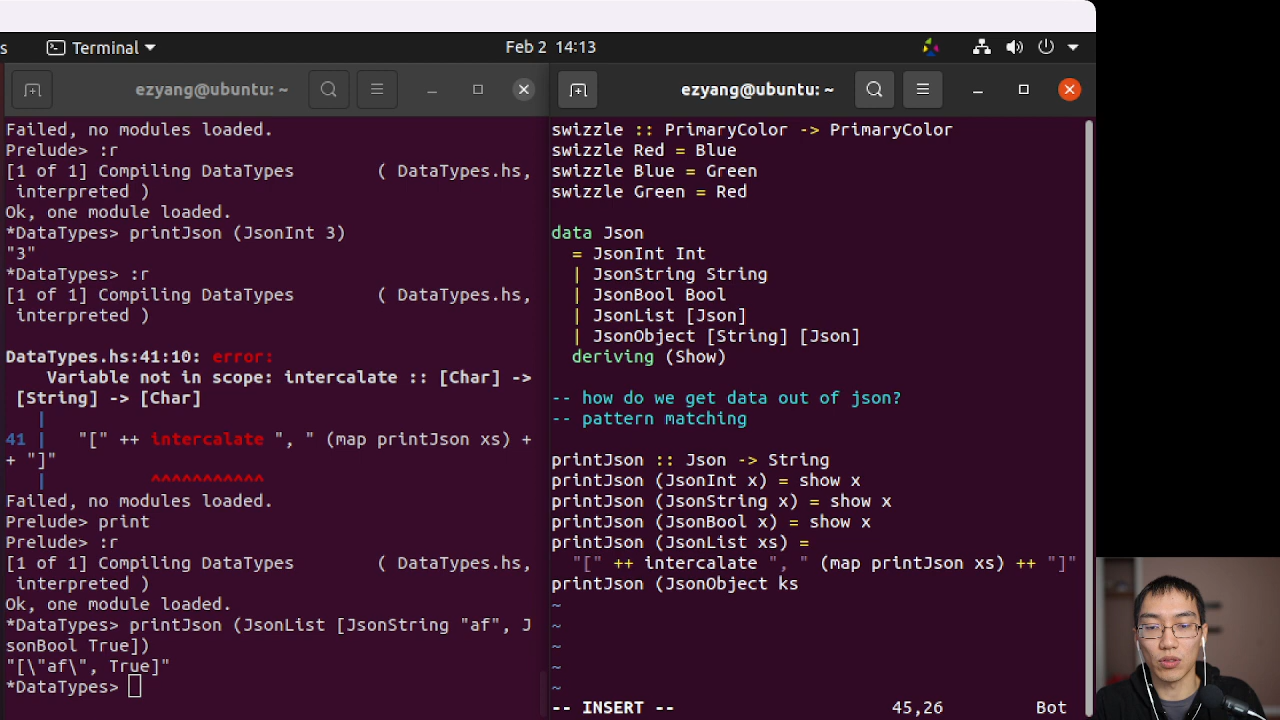 s
Terminal
Feb 2 14:13
ezyang@ubuntu: ~
Failed, no modules loaded.
Prelude> :r
[1 of 1] Compiling DataTypes        ( DataTypes.hs,
 interpreted )
Ok, one module loaded.
*DataTypes> printJson (JsonInt 3)
"3"
*DataTypes> :r
[1 of 1] Compiling DataTypes        ( DataTypes.hs,
 interpreted )
DataTypes.hs:41:10: error:
    Variable not in scope: intercalate :: [Char] ->
 [String] -> [Char]
   |
41 |   "[" ++ intercalate ", " (map printJson xs) +
+ "]"
   |          ^^^^^^^^^^^
Failed, no modules loaded.
Prelude> print
Prelude> :r
[1 of 1] Compiling DataTypes        ( DataTypes.hs,
 interpreted )
Ok, one module loaded.
*DataTypes> printJson (JsonList [JsonString "af", J
sonBool True])
"[\"af\", True]"
*DataTypes>
ezyang@ubuntu: ~
swizzle :: PrimaryColor -> PrimaryColor
swizzle Red = Blue
swizzle Blue = Green
swizzle Green = Red
data Json
  = JsonInt Int
  | JsonString String
  | JsonBool Bool
  | JsonList [Json]
  | JsonObject [String] [Json]
  deriving (Show)
-- how do we get data out of json?
-- pattern matching
printJson :: Json -> String
printJson (JsonInt x) = show x
printJson (JsonString x) = show x
printJson (JsonBool x) = show x
printJson (JsonList xs) =
  "[" ++ intercalate ", " (map printJson xs) ++ "]"
printJson (JsonObject ks
~
~
~
~
~
-- INSERT --                     45,26         Bot